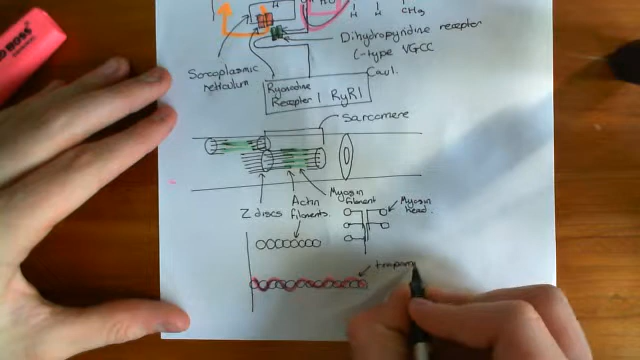 H
CH3
BOSS
Dihydropyridine receptor
L-type VGCC
Cav1.
Sarcoplasmic
reticulum
Ryanodine
Receptor 1
RyR1
Sarcomere
Z discs
Actin
filaments.
Myosin
filament
Myosin
head.
tropomy